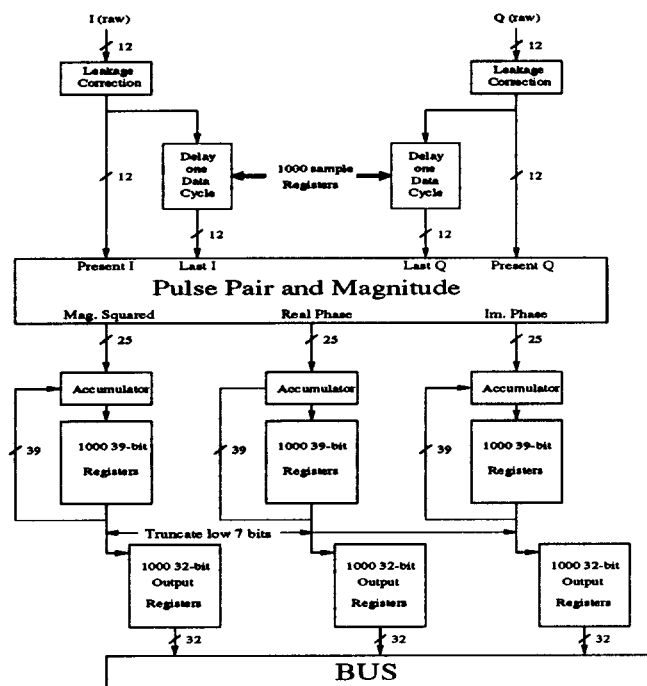 I (raw)
Q (raw)
12
12
Leakage
Correction
Leakage
Correction
Delay
one
Data
Cycle
1000 sample
Registers
Delay
one
Data
Cycle
12
12
12
12
Present I
Last I
Last Q
Present Q
Pulse Pair and Magnitude
Mag. Squared
Real Phase
Im. Phase
25
25
25
Accumulator
Accumulator
Accumulator
39
1000 39-bit
Registers
39
1000 39-bit
Registers
39
1000 39-bit
Registers
Truncate low 7 bits
1000 32-bit
Output
Registers
1000 32-bit
Output
Registers
1000 32-bit
Output
Registers
32
32
32
BUS